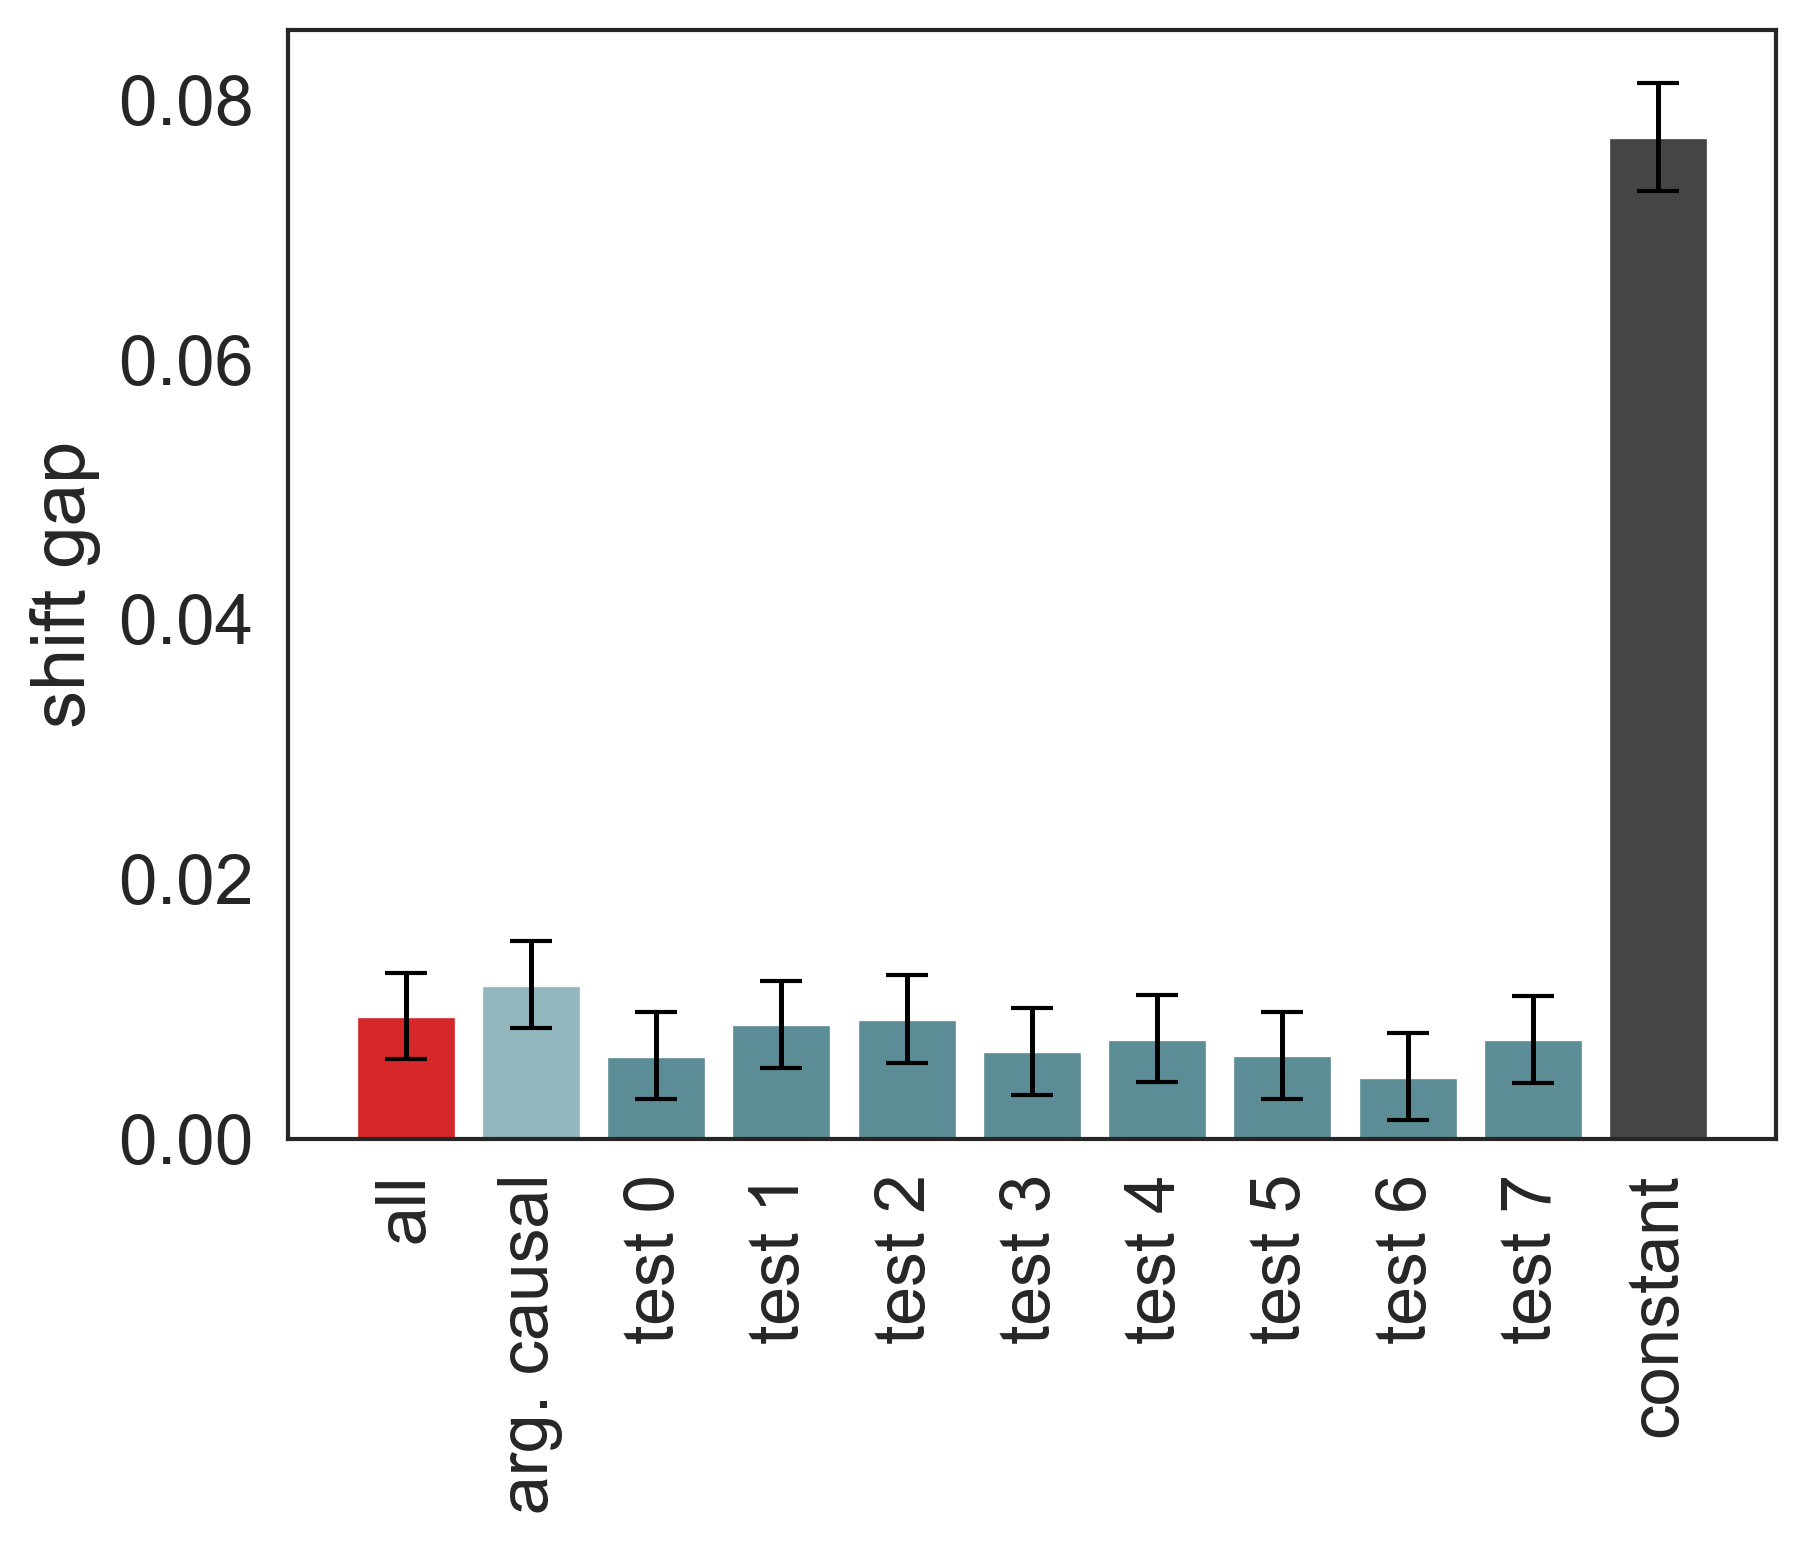 shift gap
0.08
0.06
0.04
0.02
0.00
all
arg. causal
test 0
test 1
test 2
test 3
test 4
test 5
test 6
test 7
constant